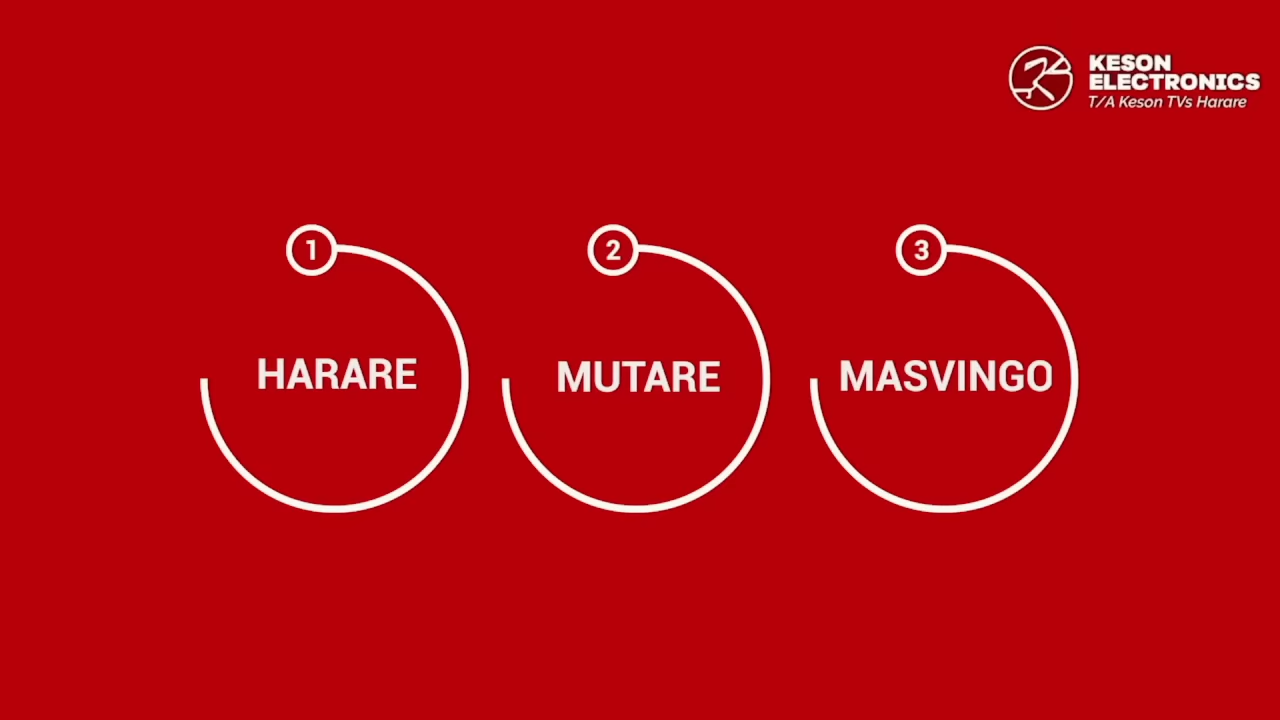 KESON
ELECTRONICS
T/A Keson TVs Harare
1
HARARE
2
MUTARE
3
MASVINGO